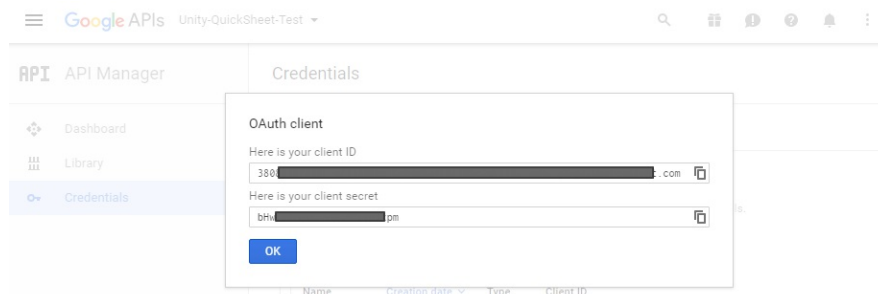 Google APIs Unity-QuickSheet-Test
API API Manager Credentials
OAuth client
Dashboard
Here is your client ID
Library
380 .com
Credentials
Here is your client secret
ls.
bHw pm
OK
Name Creation date Type Client ID